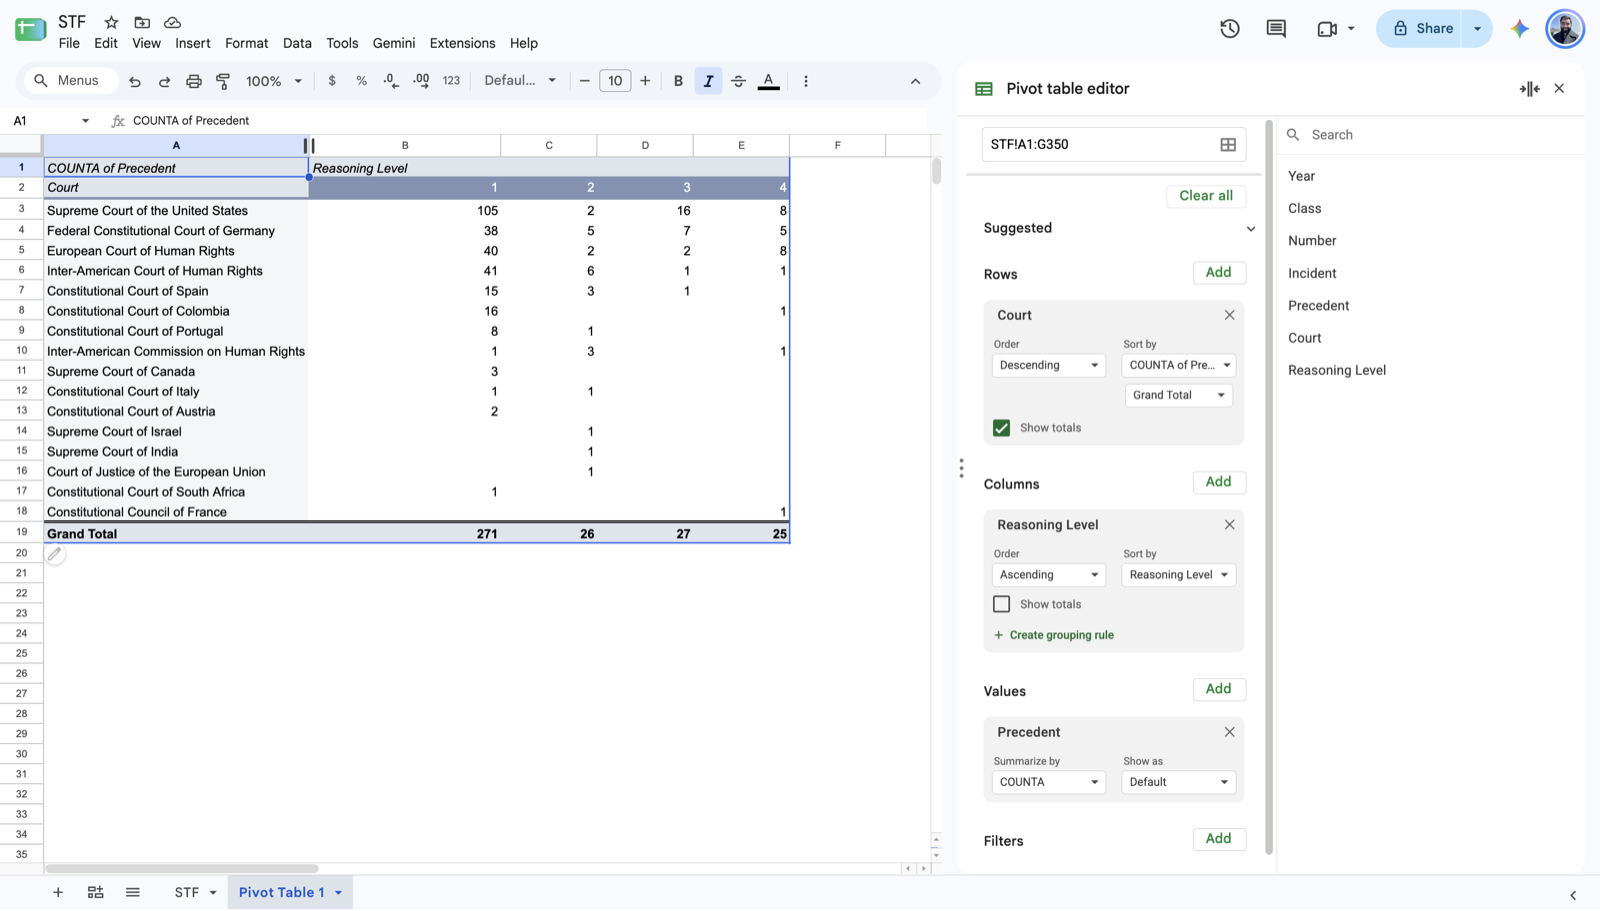 STF
File Edit View Insert Format Data Tools Gemini Extensions Help
Share
Menus 100% $ % .0 .00 123 Defaul... − 10 + B I A
A1 fx COUNTA of Precedent
A B C D E F
1 COUNTA of Precedent Reasoning Level
2 Court 1 2 3 4
3 Supreme Court of the United States 105 2 16 8
4 Federal Constitutional Court of Germany 38 5 7 5
5 European Court of Human Rights 40 2 2 8
6 Inter-American Court of Human Rights 41 6 1 1
7 Constitutional Court of Spain 15 3 1
8 Constitutional Court of Colombia 16 1
9 Constitutional Court of Portugal 8 1
10 Inter-American Commission on Human Rights 1 3 1
11 Supreme Court of Canada 3
12 Constitutional Court of Italy 1 1
13 Constitutional Court of Austria 2
14 Supreme Court of Israel 1
15 Supreme Court of India 1
16 Court of Justice of the European Union 1
17 Constitutional Court of South Africa 1
18 Constitutional Council of France 1
19 Grand Total 271 26 27 25
20
21
22
23
24
25
26
27
28
29
30
31
32
33
34
35
+ STF Pivot Table 1
Pivot table editor
STF!A1:G350
Clear all
Suggested
Rows Add
Court
Order Sort by
Descending COUNTA of Pre...
Grand Total
Show totals
Columns Add
Reasoning Level
Order Sort by
Ascending Reasoning Level
Show totals
+ Create grouping rule
Values Add
Precedent
Summarize by Show as
COUNTA Default
Filters Add
Search
Year
Class
Number
Incident
Precedent
Court
Reasoning Level